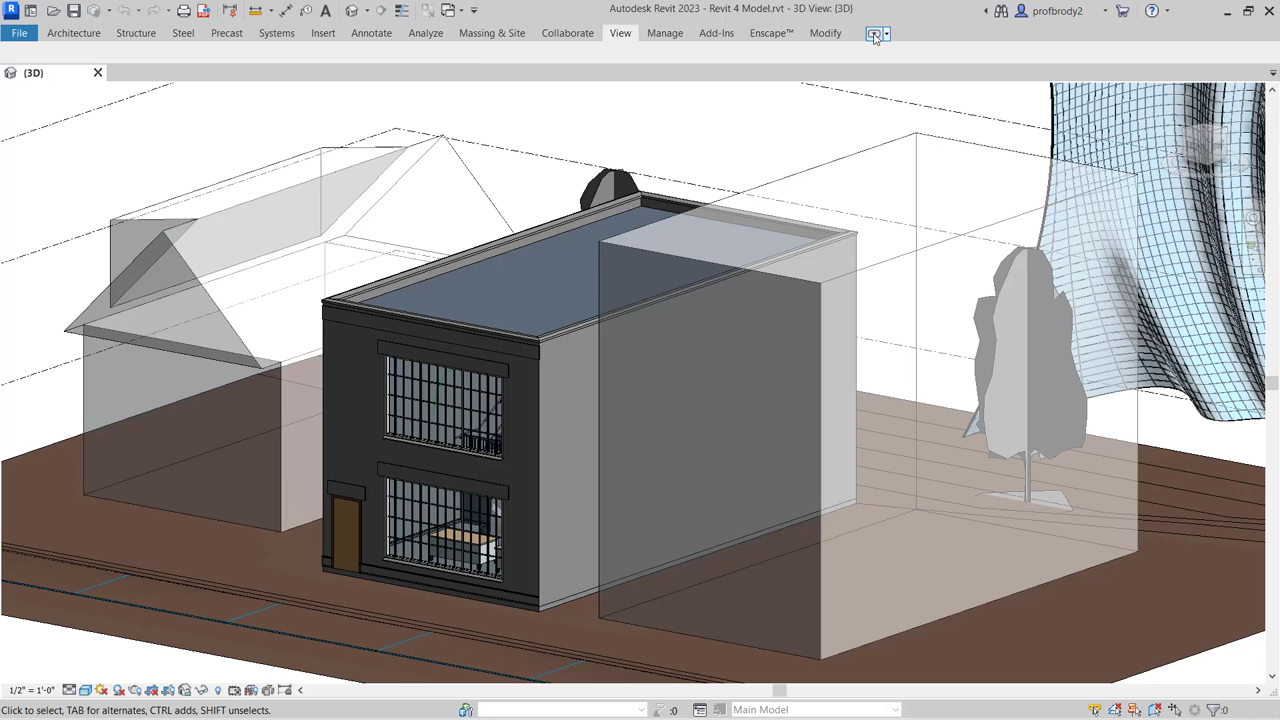 Autodesk Revit 2023 - Revit 4 Model.rvt - 3D View: {3D}
profbrody2
File Architecture Structure Steel Precast Systems Insert Annotate Analyze Massing & Site Collaborate View Manage Add-Ins Enscape™ Modify
{3D}
1/2" = 1'-0"
Click to select, TAB for alternates, CTRL adds, SHIFT unselects.
:0
Main Model
:0